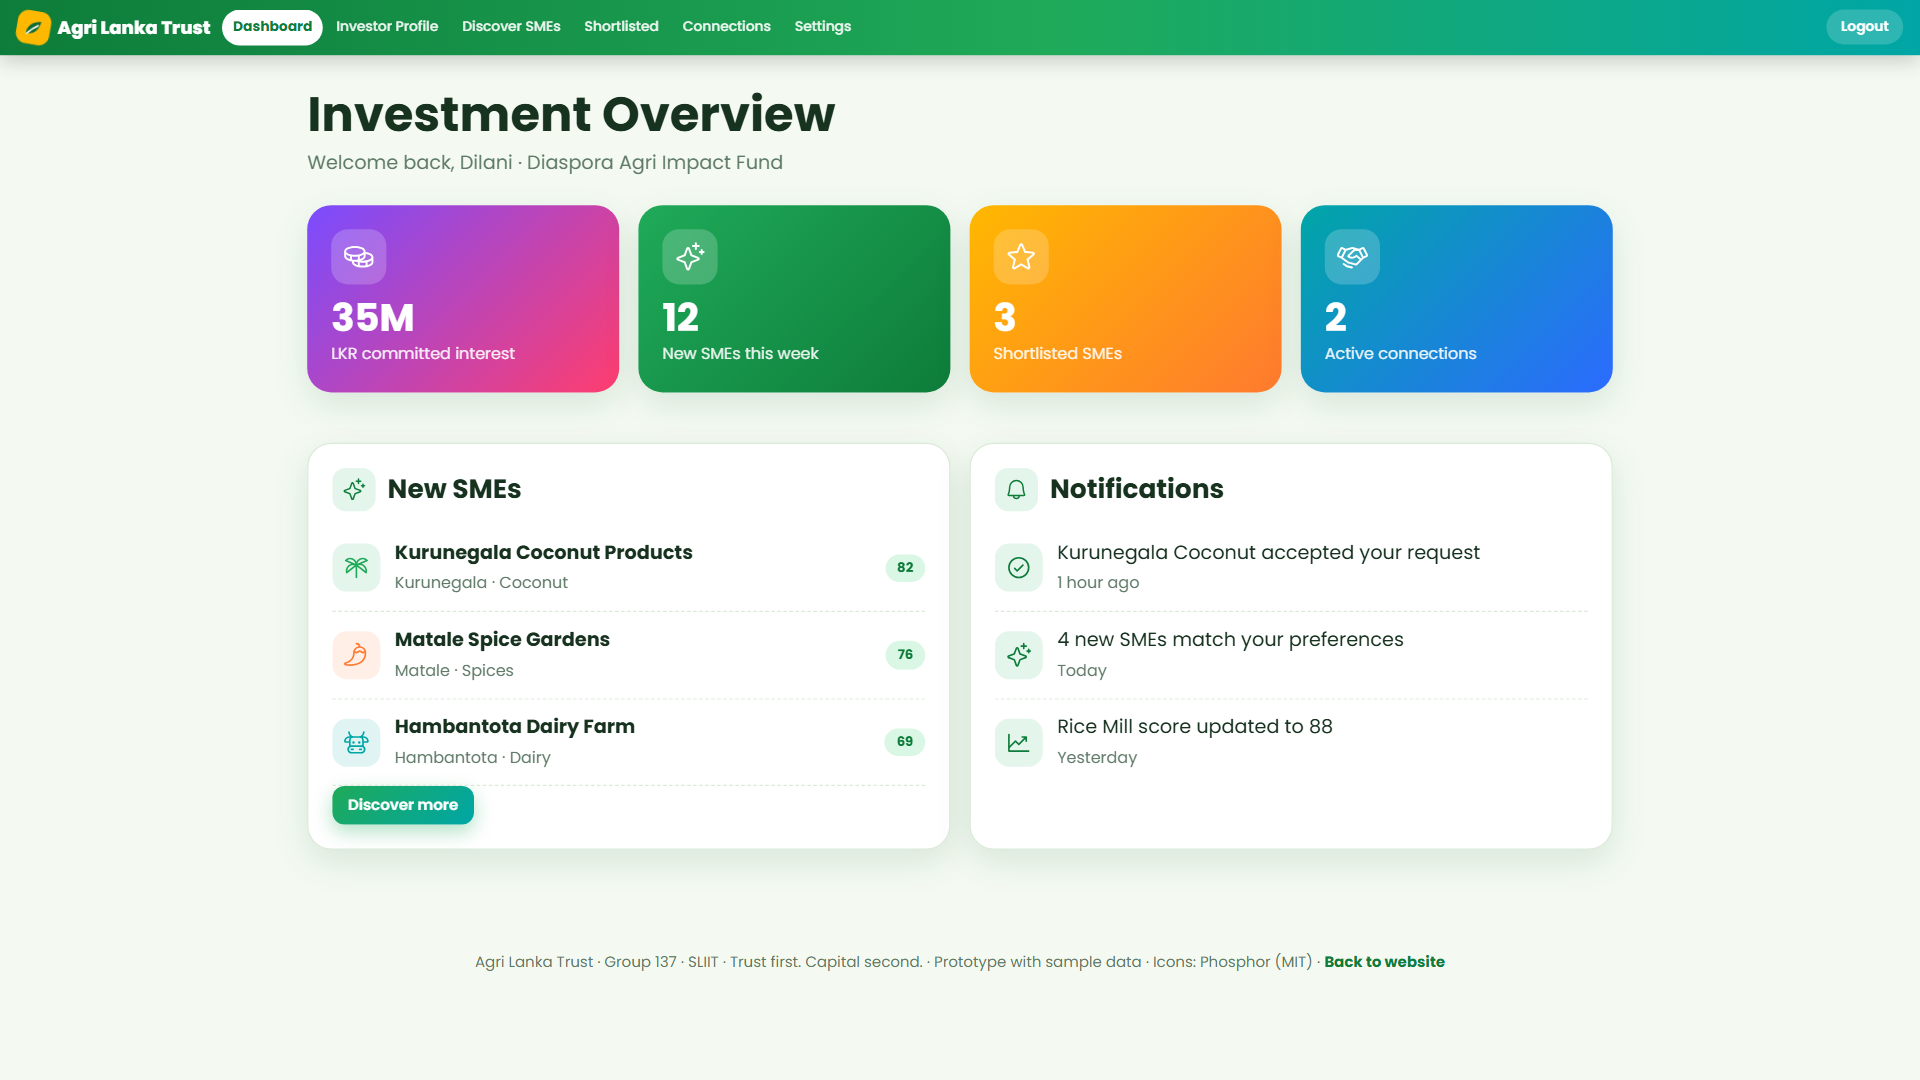 Agri Lanka Trust
Dashboard
Investor Profile
Discover SMEs
Shortlisted
Connections
Settings
Logout
Investment Overview
Welcome back, Dilani · Diaspora Agri Impact Fund
35M
LKR committed interest
12
New SMEs this week
3
Shortlisted SMEs
2
Active connections
New SMEs
Kurunegala Coconut Products
Kurunegala · Coconut
82
Matale Spice Gardens
Matale · Spices
76
Hambantota Dairy Farm
Hambantota · Dairy
69
Discover more
Notifications
Kurunegala Coconut accepted your request
1 hour ago
4 new SMEs match your preferences
Today
Rice Mill score updated to 88
Yesterday
Agri Lanka Trust · Group 137 · SLIIT · Trust first. Capital second. · Prototype with sample data · Icons: Phosphor (MIT) · Back to website